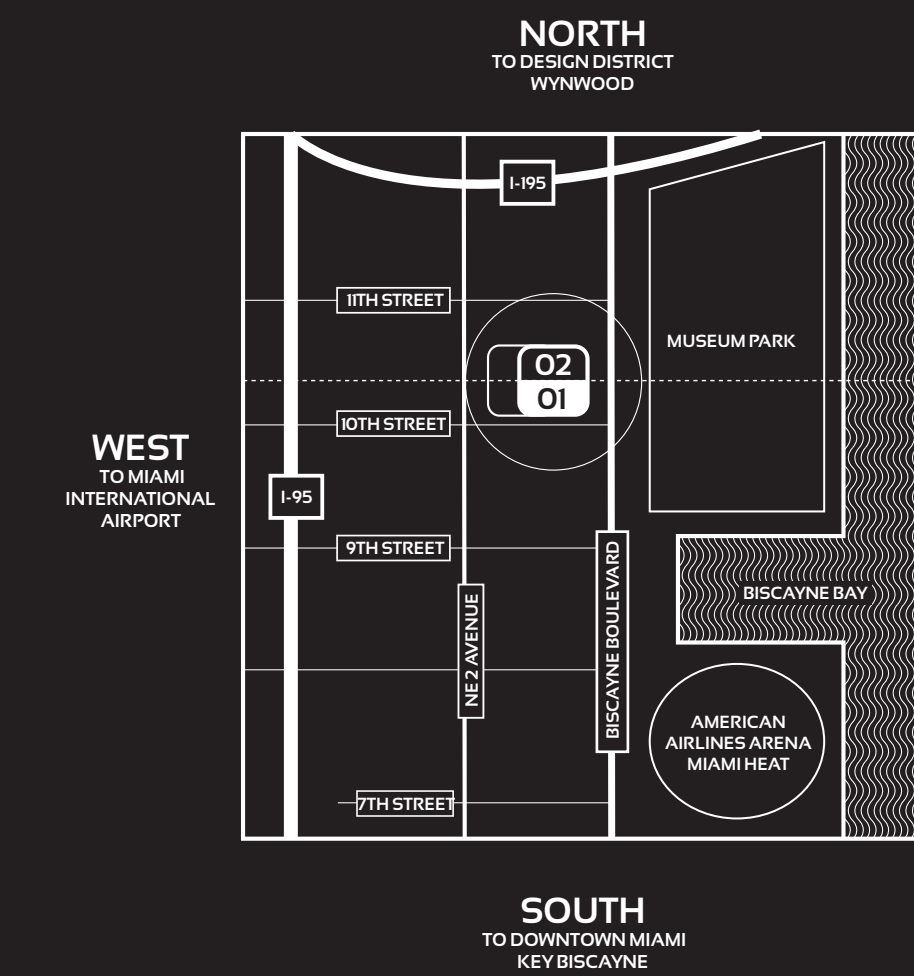 NORTH
TO DESIGN DISTRICT
WYNWOOD
I-195
11TH STREET
MUSEUM PARK
02
01
10TH STREET
WEST
TO MIAMI
INTERNATIONAL
AIRPORT
I-95
9TH STREET
BISCAYNE BOULEVARD
BISCAYNE BAY
NE 2 AVENUE
AMERICAN
AIRLINES ARENA
MIAMI HEAT
7TH STREET
SOUTH
TO DOWNTOWN MIAMI
KEY BISCAYNE